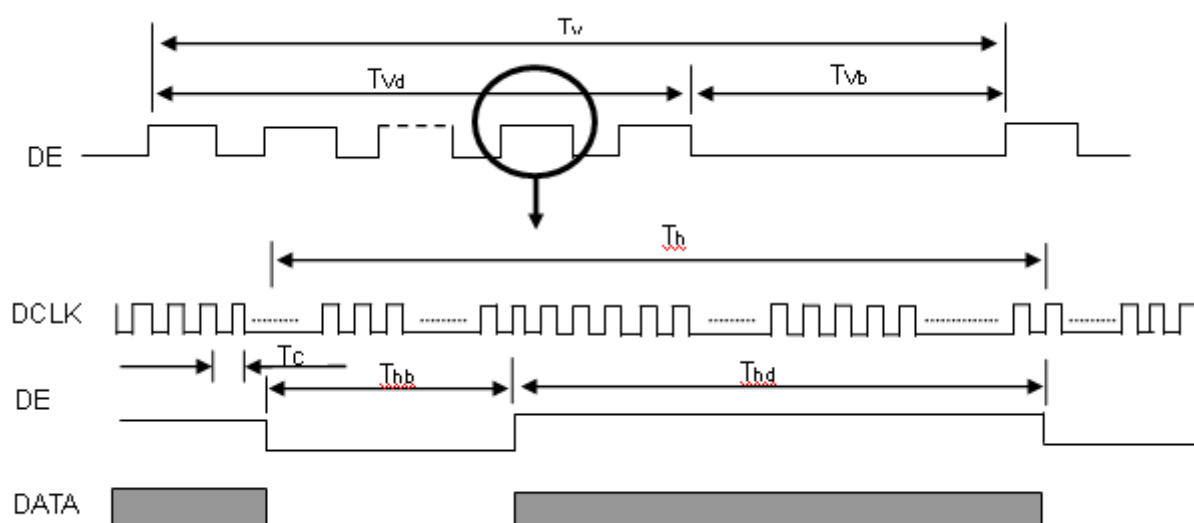 Tv
Tvd
Tvb
DE
Th
DCLK
Tc
Thb
Thd
DE
DATA